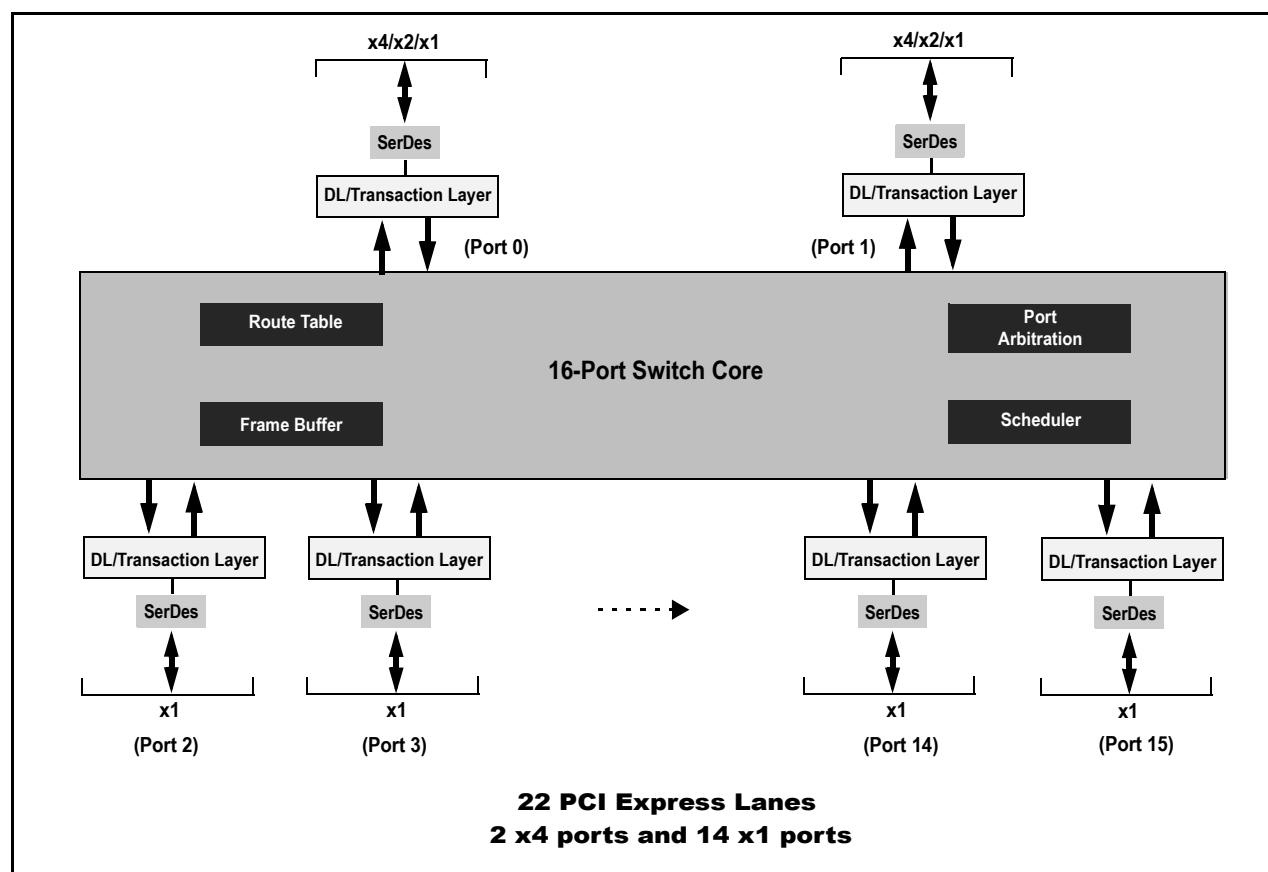 x4/x2/x1
x4/x2/x1
SerDes
SerDes
DL/Transaction Layer
DL/Transaction Layer
(Port 0)
(Port 1)
Route Table
Port
Arbitration
16-Port Switch Core
Frame Buffer
Scheduler
DL/Transaction Layer
DL/Transaction Layer
DL/Transaction Layer
DL/Transaction Layer
SerDes
SerDes
SerDes
SerDes
x1
x1
x1
x1
(Port 2)
(Port 3)
(Port 14)
(Port 15)
22 PCI Express Lanes
2 x4 ports and 14 x1 ports